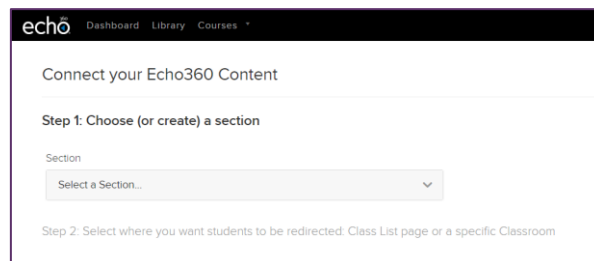 echo360 Dashboard Library Courses
Connect your Echo360 Content
Step 1: Choose (or create) a section
Section
Select a Section...
Step 2: Select where you want students to be redirected: Class List page or a specific Classroom